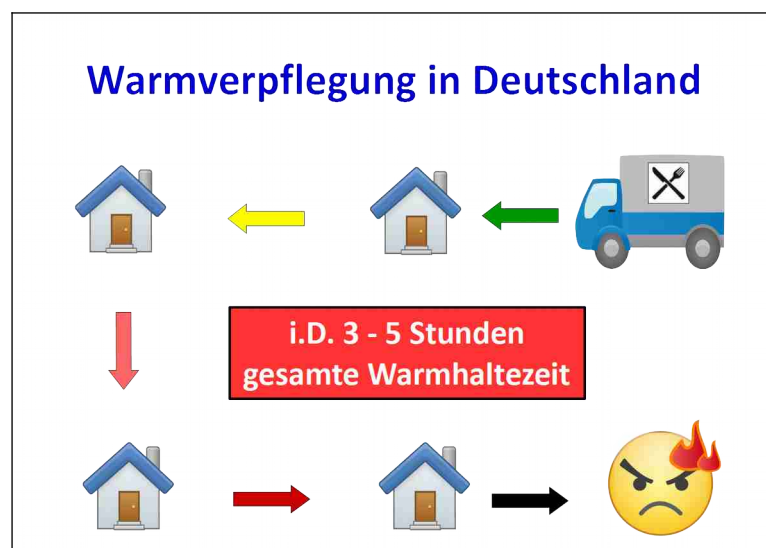 Warmverpflegung in Deutschland
i.D. 3 - 5 Stunden
gesamte Warmhaltezeit